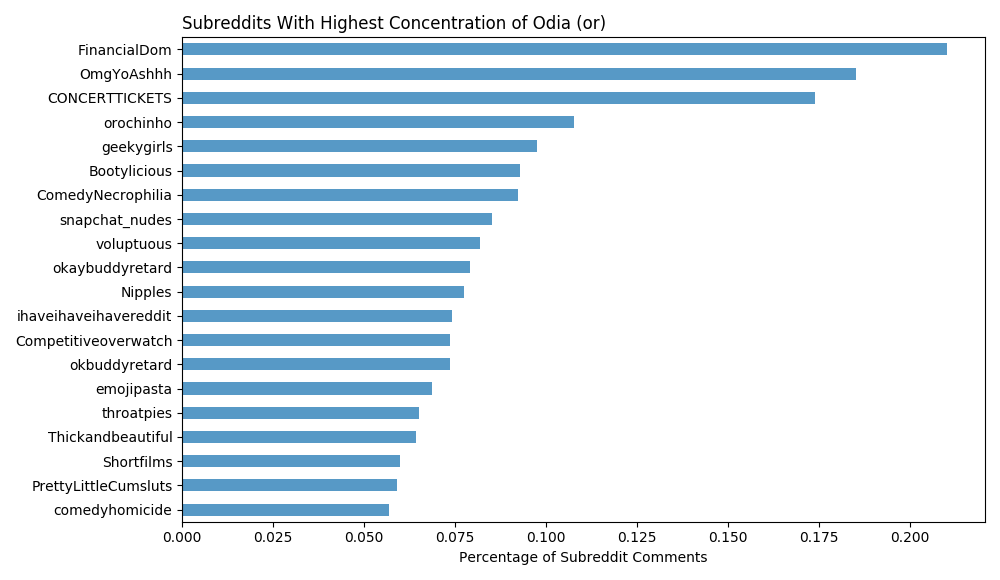 Subreddits With Highest Concentration of Odia (or)
FinancialDom
OmgYoAshhh
CONCERTTICKETS
orochinho
geekygirls
Bootylicious
ComedyNecrophilia
snapchat_nudes
voluptuous
okaybuddyretard
Nipples
ihaveihaveihavereddit
Competitiveoverwatch
okbuddyretard
emojipasta
throatpies
Thickandbeautiful
Shortfilms
PrettyLittleCumsluts
comedyhomicide
0.000 0.025 0.050 0.075 0.100 0.125 0.150 0.175 0.200
Percentage of Subreddit Comments